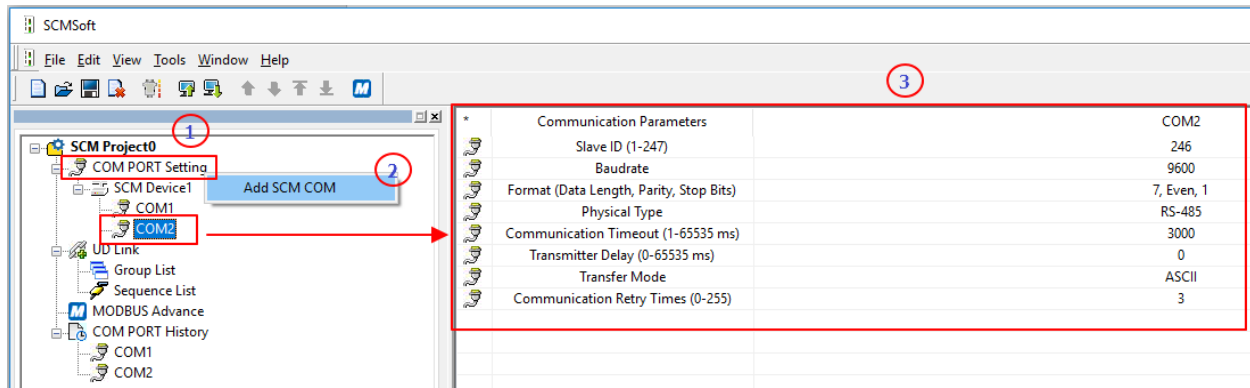 SCMSoft
File Edit View Tools Window Help
M
3
1
2
SCM Project0
COM PORT Setting
Add SCM COM
SCM Device1
COM1
COM2
UD Link
Group List
Sequence List
M MODBUS Advance
COM PORT History
COM1
COM2
* Communication Parameters COM2
Slave ID (1-247) 246
Baudrate 9600
Format (Data Length, Parity, Stop Bits) 7, Even, 1
Physical Type RS-485
Communication Timeout (1-65535 ms) 3000
Transmitter Delay (0-65535 ms) 0
Transfer Mode ASCII
Communication Retry Times (0-255) 3